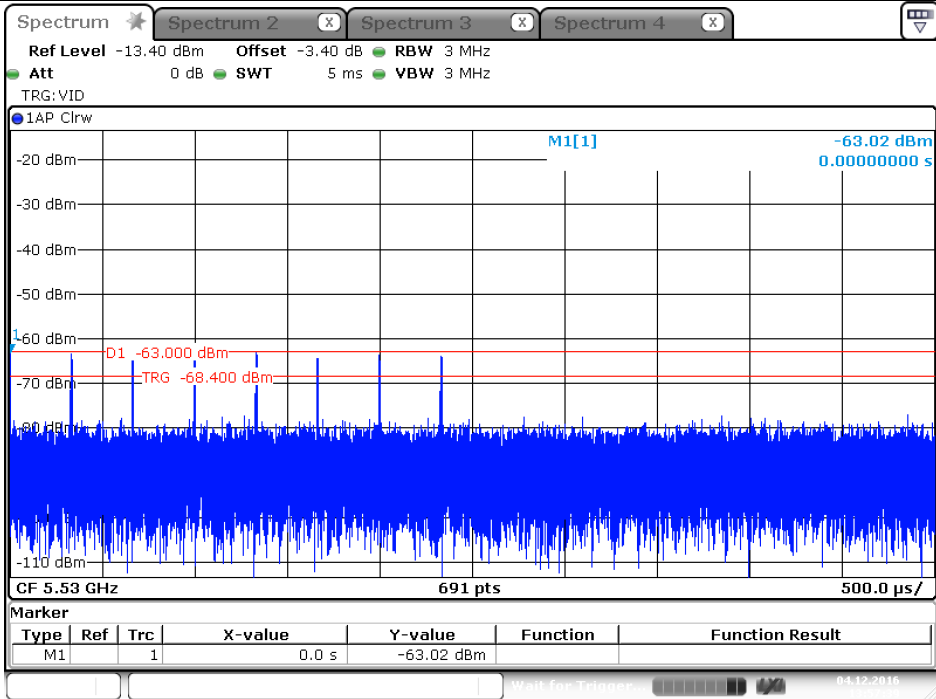 Spectrum Spectrum 2 X Spectrum 3 X Spectrum 4 X
Ref Level -13.40 dBm Offset -3.40 dB RBW 3 MHz
Att 0 dB SWT 5 ms VBW 3 MHz
TRG:VID
1AP Clrw
M1[1] -63.02 dBm
0.00000000 s
-20 dBm
-30 dBm
-40 dBm
-50 dBm
1
-60 dBm
D1 -63.000 dBm
TRG -68.400 dBm
-70 dBm
-80 dBm
-110 dBm
CF 5.53 GHz 691 pts 500.0 µs/
Marker
Type Ref Trc X-value Y-value Function Function Result
M1 1 0.0 s -63.02 dBm
Wait for Trigger... 04.12.2016